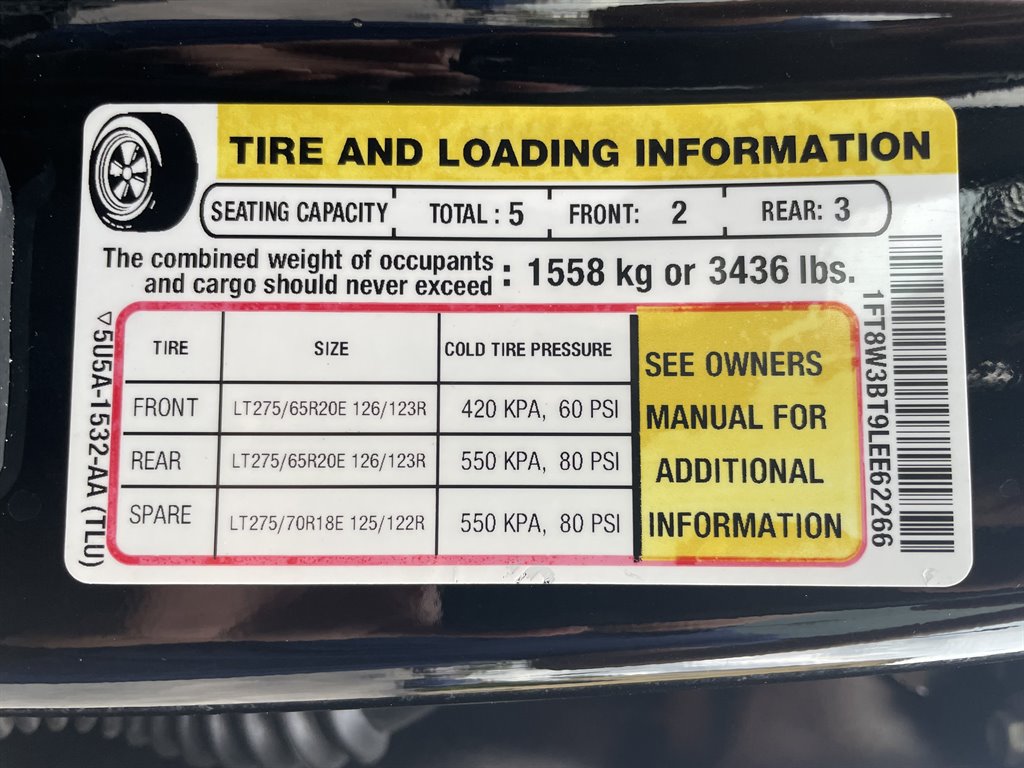 TIRE AND LOADING INFORMATION
SEATING CAPACITY TOTAL : 5 FRONT: 2 REAR: 3
The combined weight of occupants
and cargo should never exceed : 1558 kg or 3436 lbs.
TIRE SIZE COLD TIRE PRESSURE
FRONT LT275/65R20E 126/123R 420 KPA, 60 PSI
REAR LT275/65R20E 126/123R 550 KPA, 80 PSI
SPARE LT275/70R18E 125/122R 550 KPA, 80 PSI
SEE OWNERS
MANUAL FOR
ADDITIONAL
INFORMATION
5U5A-1532-AA (TLU)
1FT8W3BT9LEE62266